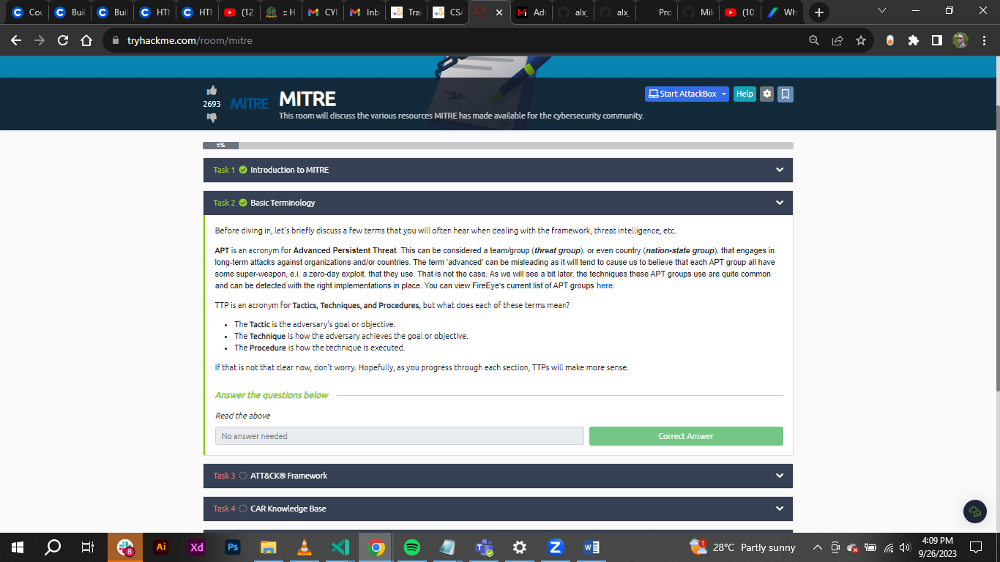 Cou
Buil
Buil
HTM
HTM
(12
:: H
CYE
Inb
Trai
CSA
Adv
alx_
alx_
Pro
Mik
(10
Wh
tryhackme.com/room/mitre
2693
MITRE
MITRE
This room will discuss the various resources MITRE has made available for the cybersecurity community.
Start AttackBox
Help
6%
Task 1 Introduction to MITRE
Task 2 Basic Terminology
Before diving in, let's briefly discuss a few terms that you will often hear when dealing with the framework, threat intelligence, etc.
APT is an acronym for Advanced Persistent Threat. This can be considered a team/group (threat group), or even country (nation-state group), that engages in
long-term attacks against organizations and/or countries. The term 'advanced' can be misleading as it will tend to cause us to believe that each APT group all have
some super-weapon, e.i. a zero-day exploit, that they use. That is not the case. As we will see a bit later, the techniques these APT groups use are quite common
and can be detected with the right implementations in place. You can view FireEye's current list of APT groups here.
TTP is an acronym for Tactics, Techniques, and Procedures, but what does each of these terms mean?
• The Tactic is the adversary's goal or objective.
• The Technique is how the adversary achieves the goal or objective.
• The Procedure is how the technique is executed.
If that is not that clear now, don't worry. Hopefully, as you progress through each section, TTPs will make more sense.
Answer the questions below
Read the above
No answer needed
Correct Answer
Task 3 ATT&CK® Framework
Task 4 CAR Knowledge Base
8
Ai
Xd
Ps
1
28°C Partly sunny
4:09 PM
9/26/2023